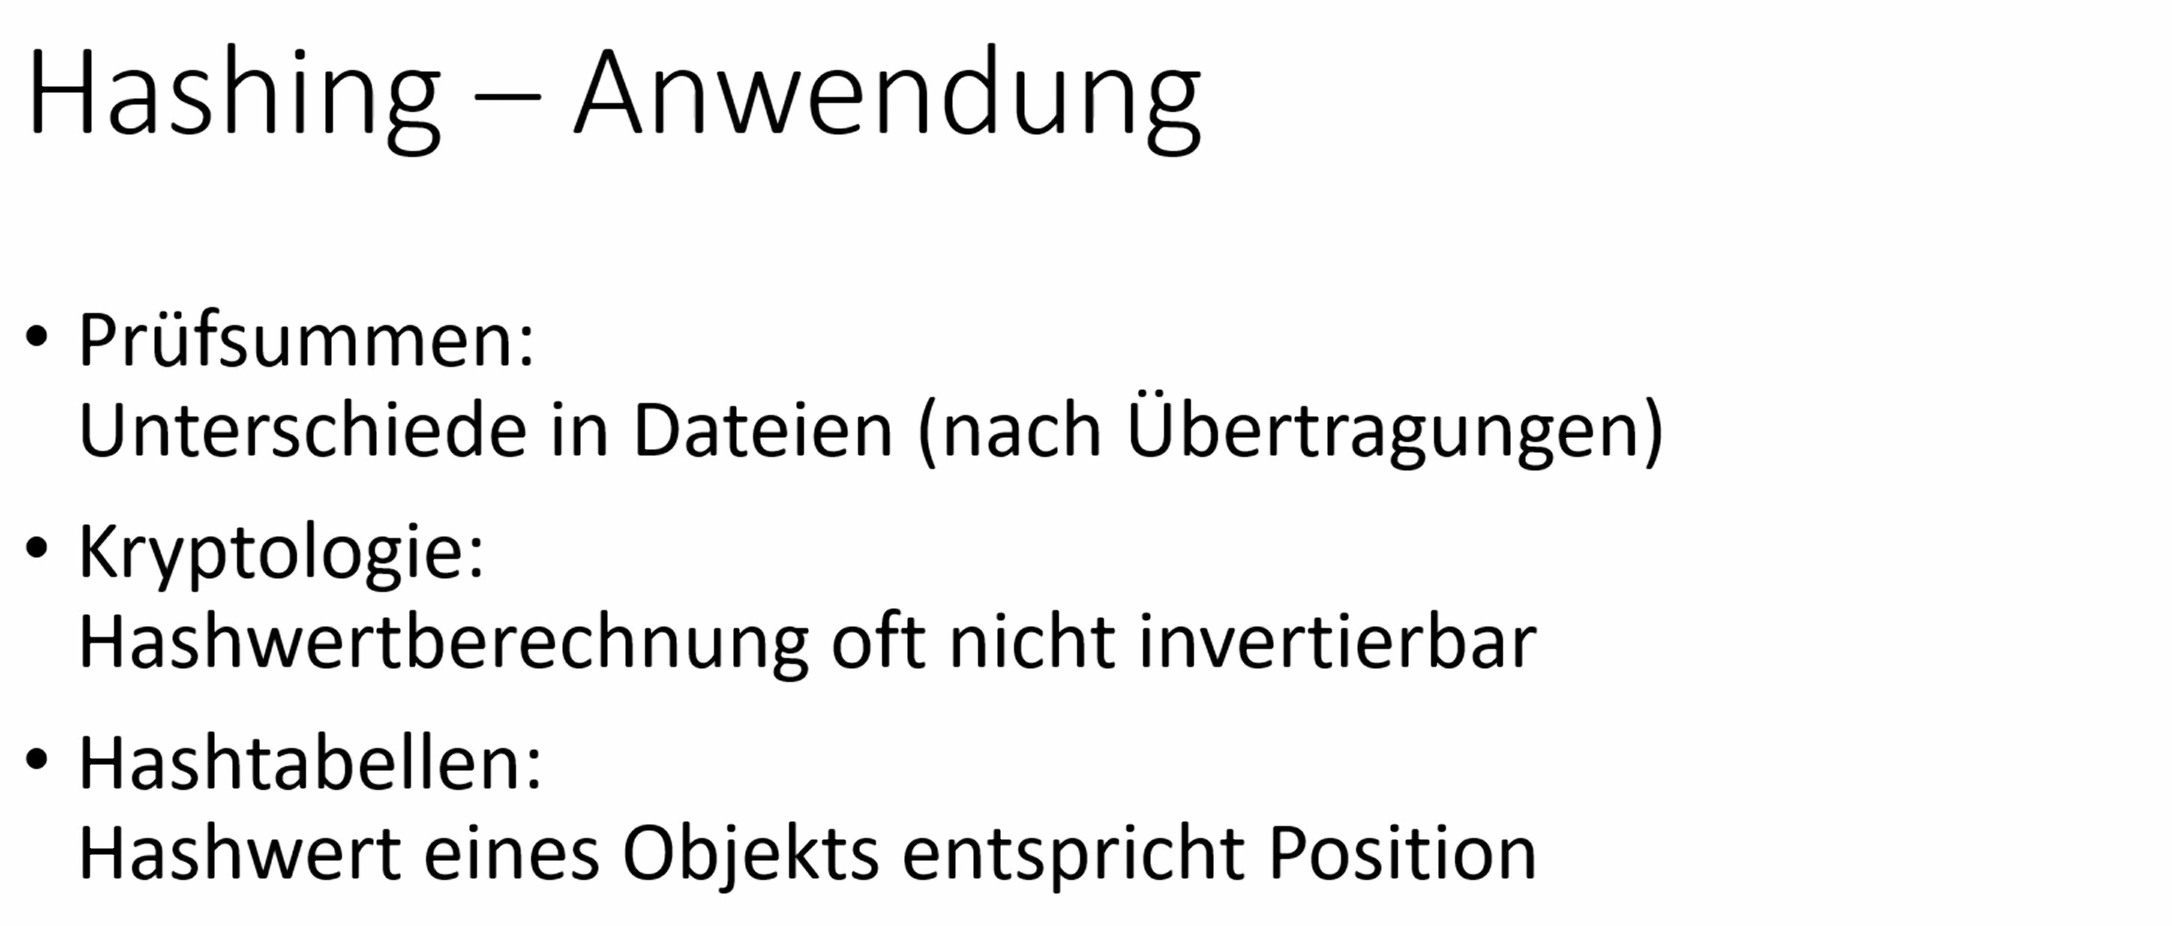 Hashing – Anwendung
• Prüfsummen:
Unterschiede in Dateien (nach Übertragungen)
• Kryptologie:
Hashwertberechnung oft nicht invertierbar
• Hashtabellen:
Hashwert eines Objekts entspricht Position